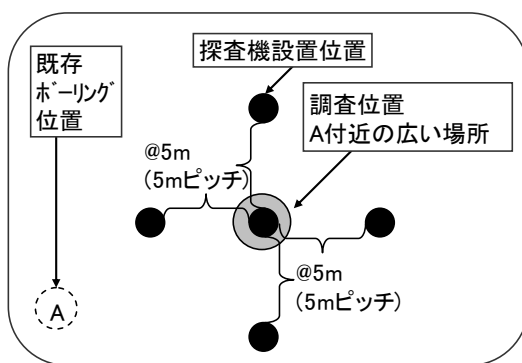 既存
ボーリング
位置
探査機設置位置
調査位置
A付近の広い場所
@5m
(5mピッチ)
@5m
(5mピッチ)
A